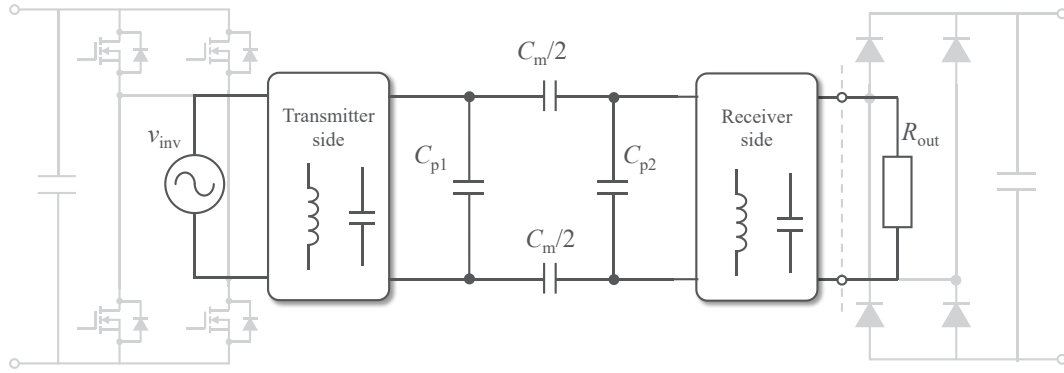 C_m/2
Transmitter
side
Receiver
side
v_inv
R_out
C_p1
C_p2
C_m/2